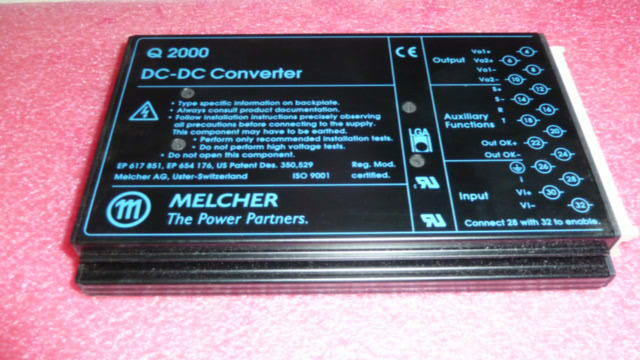 Q 2000
DC-DC Converter
• Type specific information on backplate.
• Always consult product documentation.
• Follow installation instructions precisely observing
all precautions before connecting to the supply.
This component may have to be earthed.
• Perform only recommended installation tests.
• Do not perform high voltage tests.
• Do not open this component.
EP 617 851, EP 654 176, US Patent Des. 350,529 Reg. Mod.
Melcher AG, Uster-Switzerland ISO 9001 certified.
m MELCHER
The Power Partners.
CE
LGA
Output
Vo1+ 4
Vo2+ 6
Vo1- 8
Vo2- 10
Auxiliary
Functions
S+ 12
S- 14
R 16
T 18
20
Out OK+ 22
Out OK- 24
26
Input
I 28
Vi+ 30
Vi- 32
Connect 28 with 32 to enable.